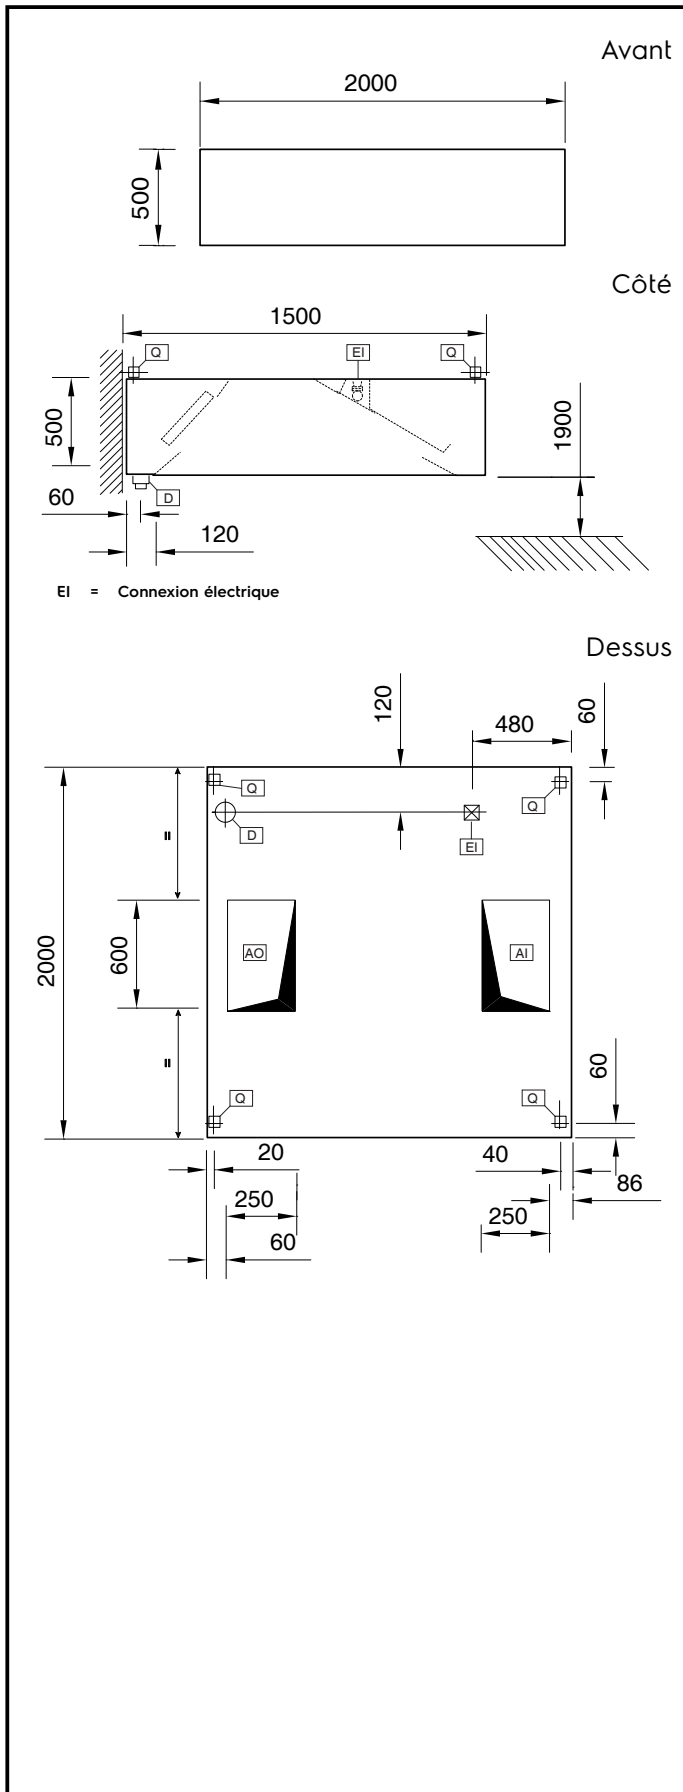 Avant
2000
500
Côté
1500
Q EI Q
500
1900
60
D
120
EI = Connexion électrique
Dessus
120
480
60
Q
Q
D
EI
=
2000
600
AO
AI
=
60
Q
Q
20
40
86
250
250
60